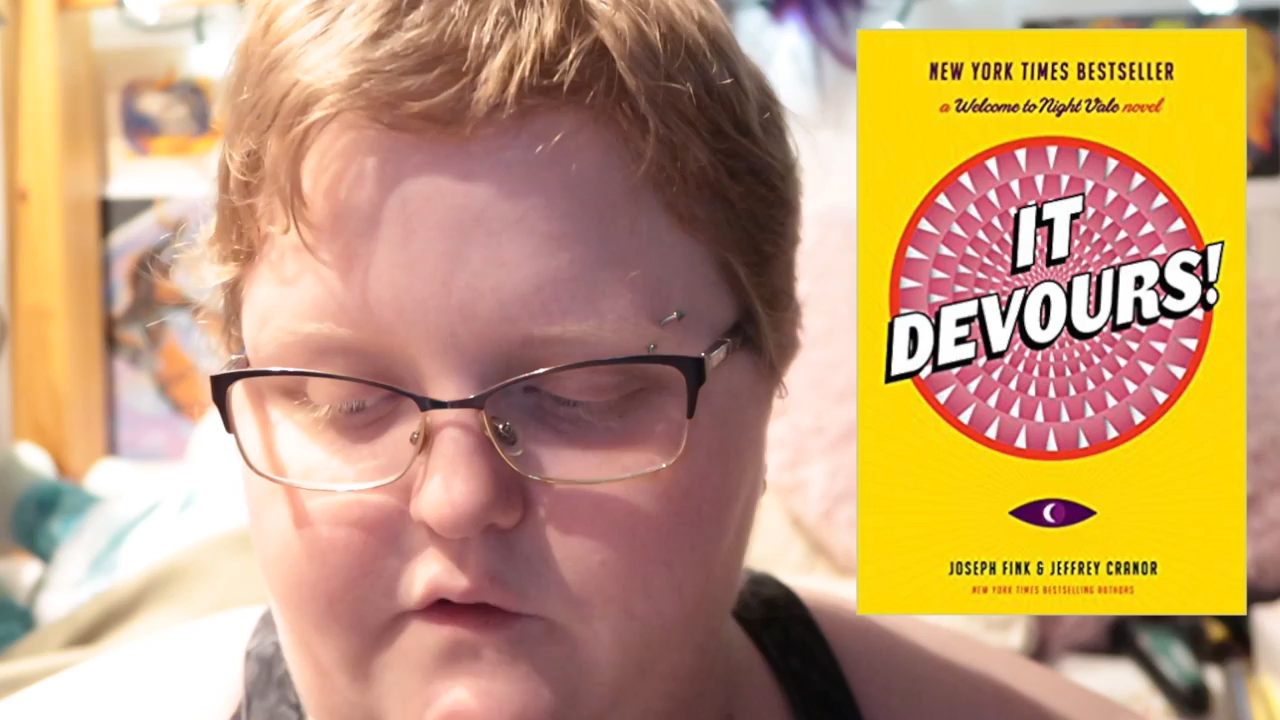 NEW YORK TIMES BESTSELLER
a Welcome to Night Vale novel
IT
DEVOURS!
JOSEPH FINK & JEFFREY CRANOR
NEW YORK TIMES BESTSELLING AUTHORS